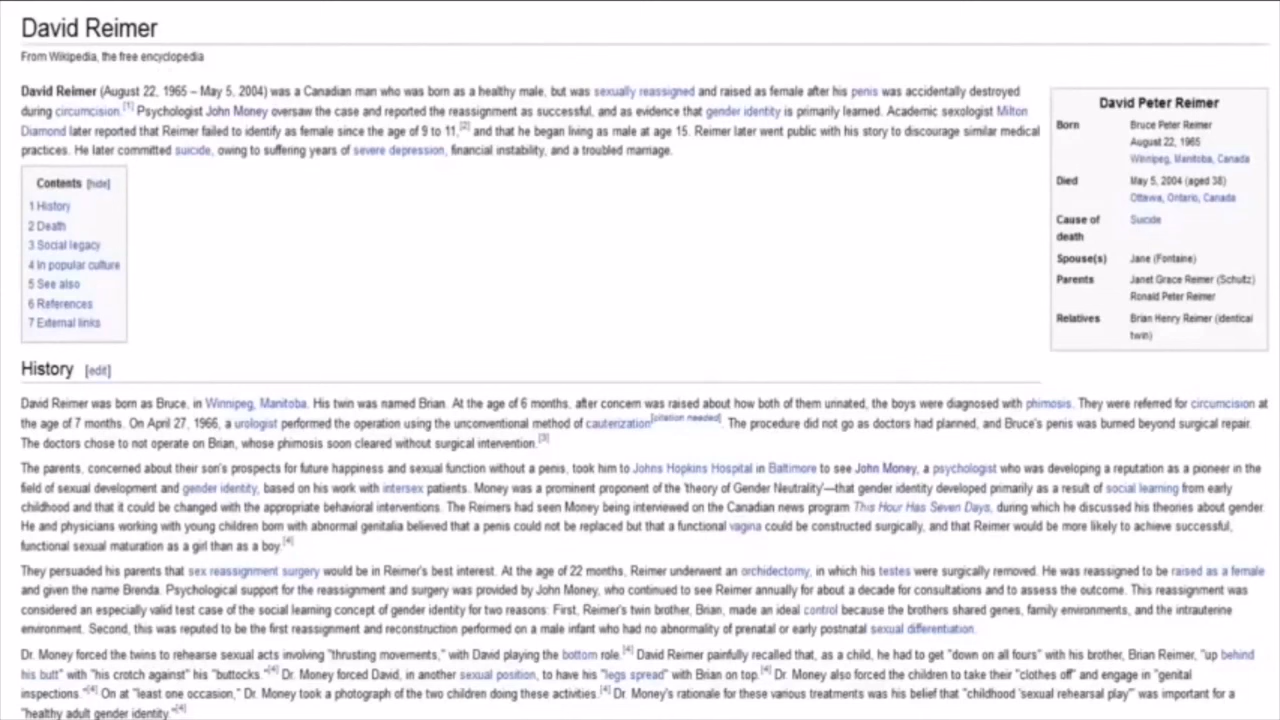 David Reimer
From Wikipedia, the free encyclopedia
David Reimer (August 22, 1965 – May 5, 2004) was a Canadian man who was born as a healthy male, but was sexually reassigned and raised as female after his penis was accidentally destroyed
during circumcision.[1] Psychologist John Money oversaw the case and reported the reassignment as successful, and as evidence that gender identity is primarily learned. Academic sexologist Milton
Diamond later reported that Reimer failed to identify as female since the age of 9 to 11,[2] and that he began living as male at age 15. Reimer later went public with his story to discourage similar medical
practices. He later committed suicide, owing to suffering years of severe depression, financial instability, and a troubled marriage.
David Peter Reimer
Born Bruce Peter Reimer
August 22, 1965
Winnipeg, Manitoba, Canada
Died May 5, 2004 (aged 38)
Ottawa, Ontario, Canada
Cause of death Suicide
Spouse(s) Jane (Fontaine)
Parents Janet Grace Reimer (Schultz)
Ronald Peter Reimer
Relatives Brian Henry Reimer (identical
twin)
Contents [hide]
1 History
2 Death
3 Social legacy
4 In popular culture
5 See also
6 References
7 External links
History [edit]
David Reimer was born as Bruce, in Winnipeg, Manitoba. His twin was named Brian. At the age of 6 months, after concern was raised about how both of them urinated, the boys were diagnosed with phimosis. They were referred for circumcision at
the age of 7 months. On April 27, 1966, a urologist performed the operation using the unconventional method of cauterization[citation needed]. The procedure did not go as doctors had planned, and Bruce's penis was burned beyond surgical repair.
The doctors chose to not operate on Brian, whose phimosis soon cleared without surgical intervention.[3]
The parents, concerned about their son's prospects for future happiness and sexual function without a penis, took him to Johns Hopkins Hospital in Baltimore to see John Money, a psychologist who was developing a reputation as a pioneer in the
field of sexual development and gender identity, based on his work with intersex patients. Money was a prominent proponent of the 'theory of Gender Neutrality'—that gender identity developed primarily as a result of social learning from early
childhood and that it could be changed with the appropriate behavioral interventions. The Reimers had seen Money being interviewed on the Canadian news program This Hour Has Seven Days, during which he discussed his theories about gender.
He and physicians working with young children born with abnormal genitalia believed that a penis could not be replaced but that a functional vagina could be constructed surgically, and that Reimer would be more likely to achieve successful,
functional sexual maturation as a girl than as a boy.[4]
They persuaded his parents that sex reassignment surgery would be in Reimer's best interest. At the age of 22 months, Reimer underwent an orchidectomy, in which his testes were surgically removed. He was reassigned to be raised as a female
and given the name Brenda. Psychological support for the reassignment and surgery was provided by John Money, who continued to see Reimer annually for about a decade for consultations and to assess the outcome. This reassignment was
considered an especially valid test case of the social learning concept of gender identity for two reasons: First, Reimer's twin brother, Brian, made an ideal control because the brothers shared genes, family environments, and the intrauterine
environment. Second, this was reputed to be the first reassignment and reconstruction performed on a male infant who had no abnormality of prenatal or early postnatal sexual differentiation.
Dr. Money forced the twins to rehearse sexual acts involving "thrusting movements," with David playing the bottom role.[4] David Reimer painfully recalled that, as a child, he had to get "down on all fours" with his brother, Brian Reimer, "up behind
his butt" with "his crotch against" his "buttocks."[4] Dr. Money forced David, in another sexual position, to have his "legs spread" with Brian on top.[4] Dr. Money also forced the children to take their "clothes off" and engage in "genital
inspections."[4] On at "least one occasion," Dr. Money took a photograph of the two children doing these activities.[4] Dr. Money's rationale for these various treatments was his belief that "childhood 'sexual rehearsal play'" was important for a
"healthy adult gender identity."[4]